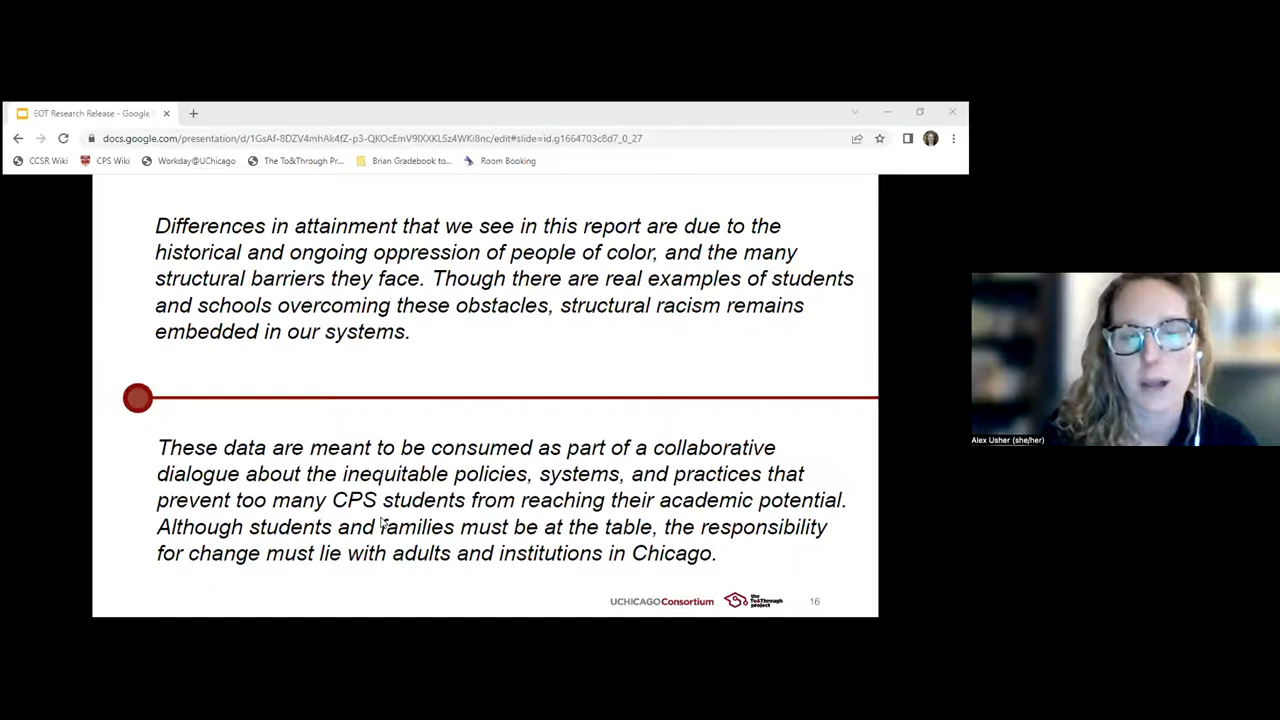 EOT Research Release - Google
docs.google.com/presentation/d/1GsAf-8DZV4mhAk4fZ-p3-QKOcEmV9lXXKL5z4WKi8nc/edit#slide=id.g1664703c8d7_0_27
CCSR Wiki CPS Wiki Workday@UChicago The To&Through Pr... Brian Gradebook to... Room Booking
Differences in attainment that we see in this report are due to the
historical and ongoing oppression of people of color, and the many
structural barriers they face. Though there are real examples of students
and schools overcoming these obstacles, structural racism remains
embedded in our systems.
These data are meant to be consumed as part of a collaborative
dialogue about the inequitable policies, systems, and practices that
prevent too many CPS students from reaching their academic potential.
Although students and families must be at the table, the responsibility
for change must lie with adults and institutions in Chicago.
UCHICAGOConsortium the To&Through project 16
Alex Usher (she/her)